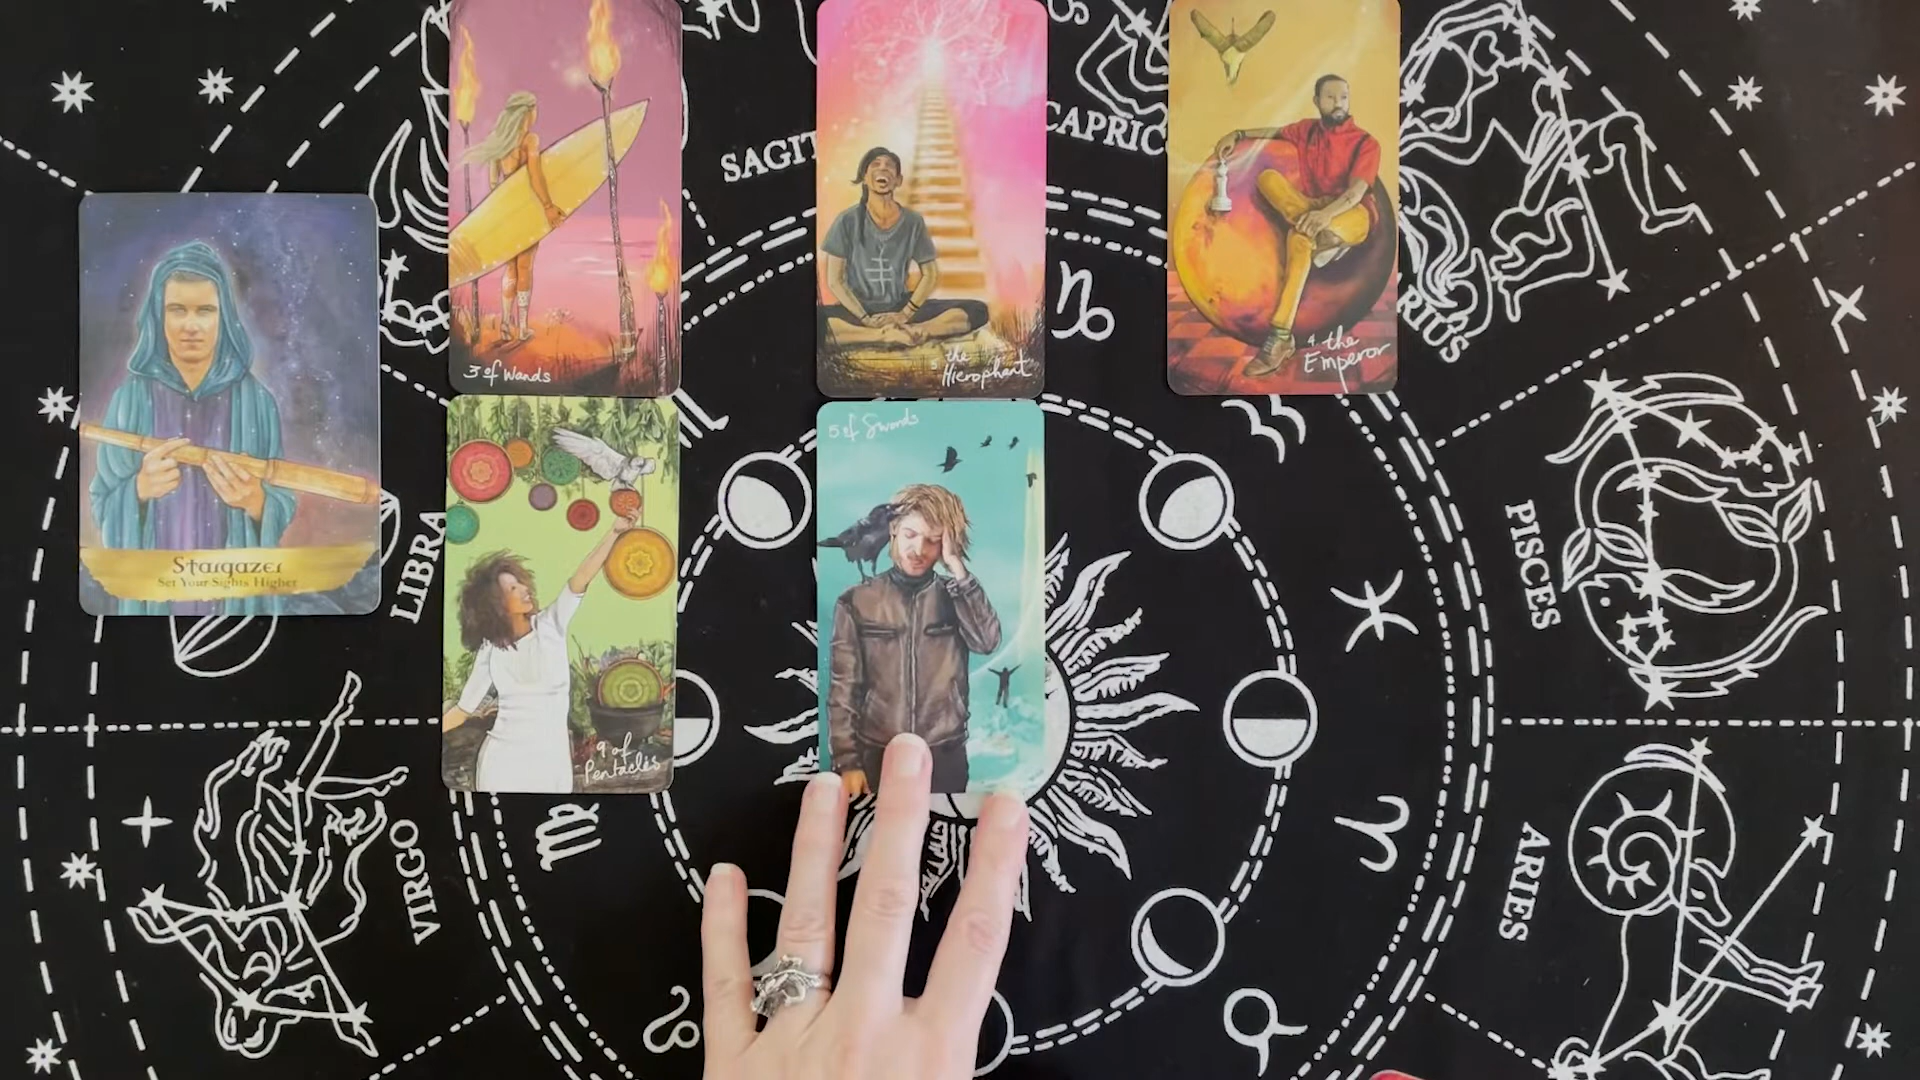 SAGIT
CAPRIC
RIUS
3 of Wands
5 the
Hierophant
4 the
Emperor
Stargazer
Set Your Sights Higher
LIBRA
5 of Swords
PISCES
9 of
Pentacles
VIRGO
ARIES